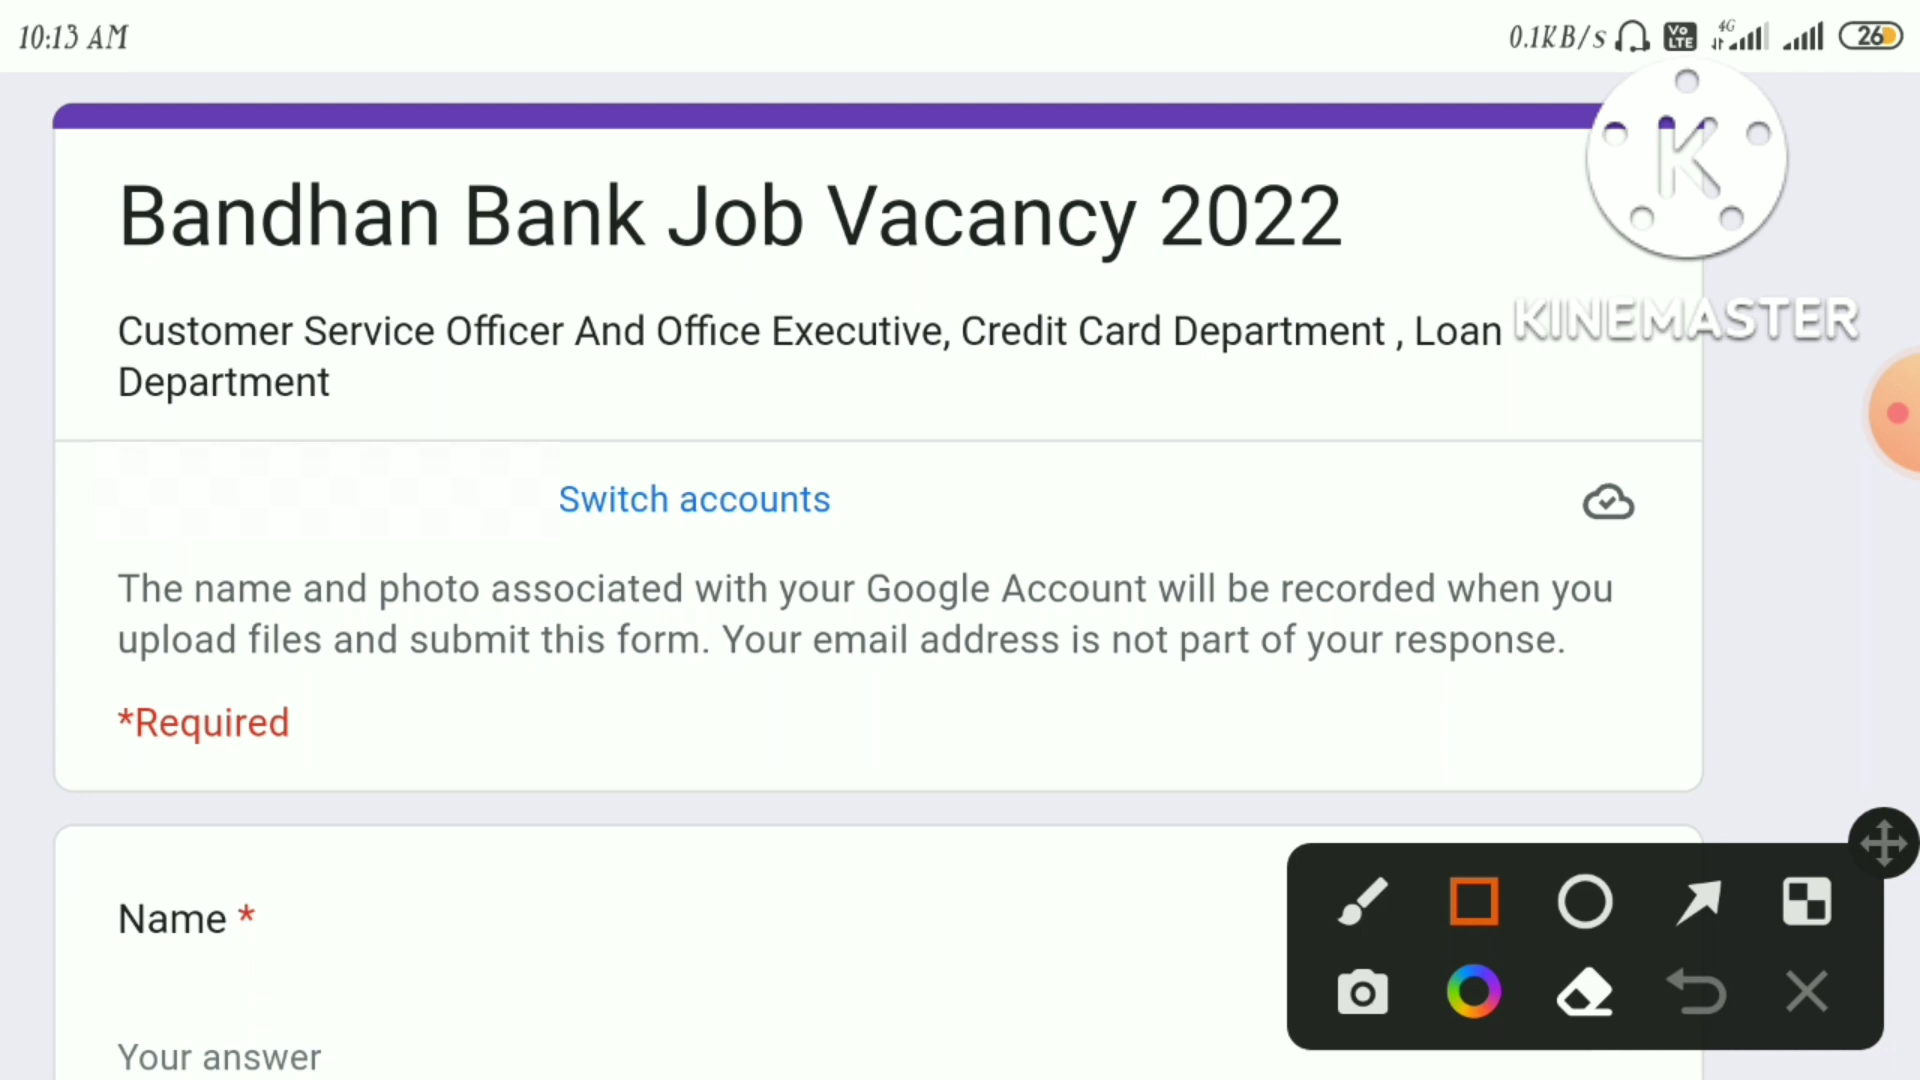 10:13 AM
0.1KB/s Vo LTE 4G 26
Bandhan Bank Job Vacancy 2022
Customer Service Officer And Office Executive, Credit Card Department , Loan
Department
K
KINEMASTER
Switch accounts
The name and photo associated with your Google Account will be recorded when you
upload files and submit this form. Your email address is not part of your response.
*Required
Name *
Your answer